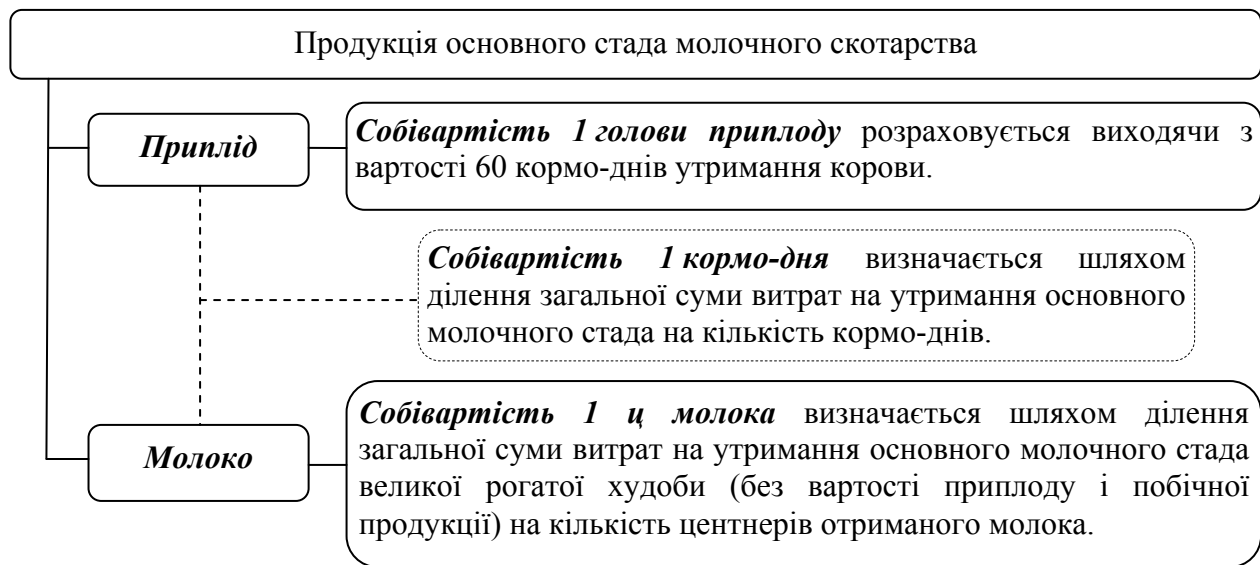 Продукція основного стада молочного скотарства
Приплід
Собівартість 1 голови приплоду розраховується виходячи з
вартості 60 кормо-днів утримання корови.
Собівартість 1 кормо-дня визначається шляхом
ділення загальної суми витрат на утримання основного
молочного стада на кількість кормо-днів.
Молоко
Собівартість 1 ц молока визначається шляхом ділення
загальної суми витрат на утримання основного молочного стада
великої рогатої худоби (без вартості приплоду і побічної
продукції) на кількість центнерів отриманого молока.